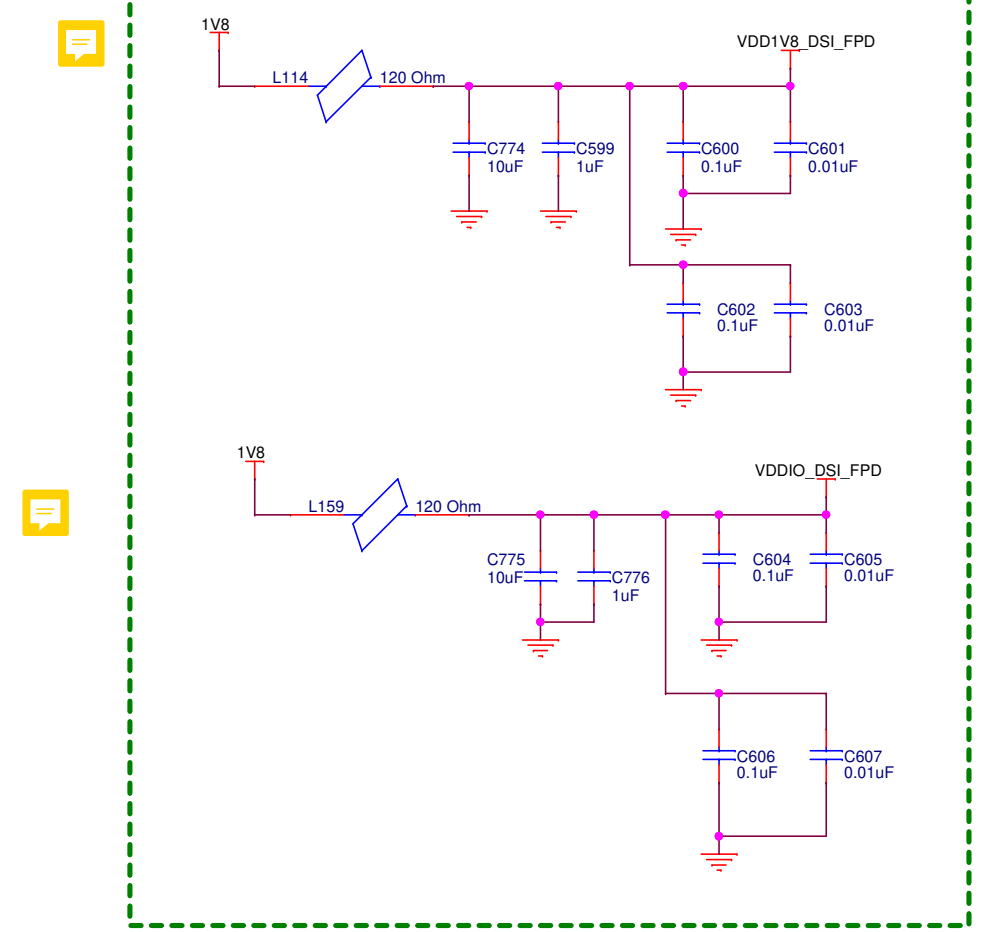 1V8
VDD1V8_DSI_FPD
L114
120 Ohm
C774
10uF
C599
1uF
C600
0.1uF
C601
0.01uF
C602
0.1uF
C603
0.01uF
1V8
VDDIO_DSI_FPD
L159
120 Ohm
C775
10uF
C776
1uF
C604
0.1uF
C605
0.01uF
C606
0.1uF
C607
0.01uF